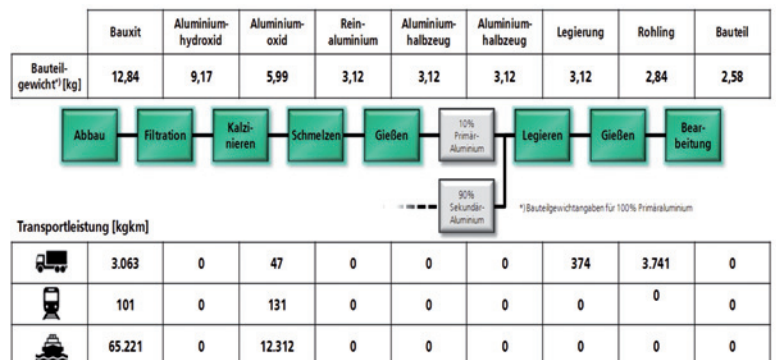 Bauxit Aluminium- Aluminium- Rein- Aluminium- Aluminium- Legierung Rohling Bauteil
hydroxid oxid aluminium halbzeug halbzeug
Bauteil-
gewicht*) [kg] 12,84 9,17 5,99 3,12 3,12 3,12 3,12 2,84 2,58
Abbau Filtration Kalzi- Schmelzen Gießen 10% Legieren Gießen Bear-
nieren Primär- beitung
Aluminium
90%
Sekundär-
Aluminium
*)Bauteilgewichtangaben für 100% Primäraluminium
Transportleistung [kgkm]
3.063 0 47 0 0 0 374 3.741 0
101 0 131 0 0 0 0 0 0
65.221 0 12.312 0 0 0 0 0 0